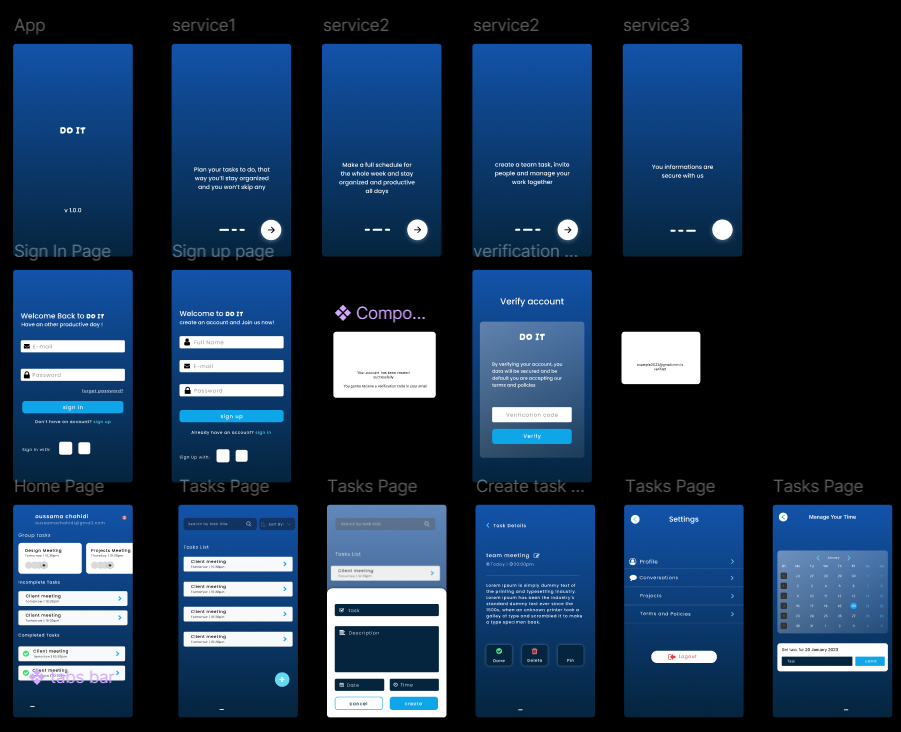 App
service1
service2
service2
service3
DO IT
v 1.0.0
Plan your tasks to do, that
way you'll stay organized
and you won't skip any
Make a full schedule for
the whole week and stay
organized and productive
all days
create a team task, invite
people and manage your
work together
You informations are
secure with us
Sign In Page
Sign up page
verification ...
Welcome Back to DO IT
Have an other productive day !
E-mail
Password
forgot password?
sign in
Don't have an account? sign up
Sign in with:
Welcome to DO IT
create an account and Join us now!
Full Name
E-mail
Password
sign up
Already have an account? sign in
Sign Up with:
Compo...
Your account has been created
successfully
You gonna receive a verification code in your email
Verify account
DO IT
By verifying your account, you
data will be secured and be
default you are accepting our
terms and policies
Verification code
Verify
Home Page
Tasks Page
Tasks Page
Create task ...
Tasks Page
Tasks Page
oussama chahidi
oussamachahidi@gmail.com
Group tasks
Design Meeting
Tomorrow | 10:30pm
Projects Meeting
Thursday | 10:30pm
Incomplete Tasks
Client meeting
Tomorrow | 10:30pm
Client meeting
Tomorrow | 10:30pm
Completed Tasks
Client meeting
Tomorrow | 10:30pm
Client meeting
Tomorrow | 10:30pm
tabs bar
Search by task title
Sort By:
Tasks List
Client meeting
Tomorrow | 10:30pm
Client meeting
Tomorrow | 10:30pm
Client meeting
Tomorrow | 10:30pm
Client meeting
Tomorrow | 10:30pm
Search by task title
Tasks List
Client meeting
Tomorrow | 10:30pm
Task
Description
Date
Time
cancel
create
Task Details
team meeting
Lorem Ipsum is simply dummy text of
the printing and typesetting industry.
Lorem Ipsum has been the industry's
standard dummy text ever since the
1500s, when an unknown printer took a
galley of type and scrambled it to make
a type specimen book.
Done
Delete
Pin
Settings
Profile
Conversations
Projects
Terms and Policies
Logout
Manage Your Time
January
Set task for 20 January 2023
Task